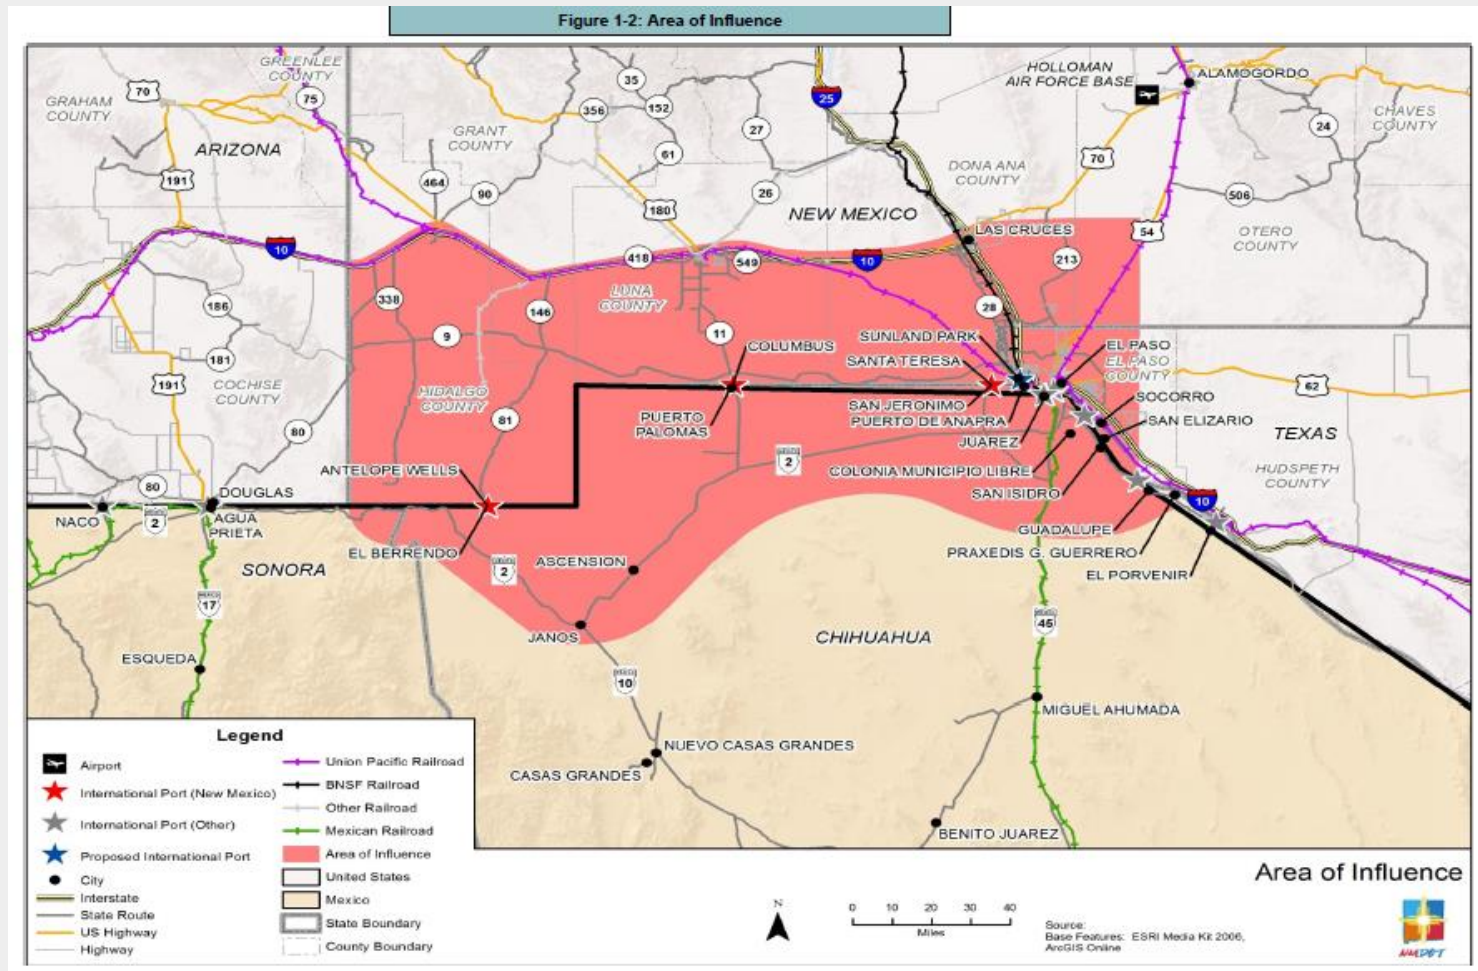 Figure 1-2: Area of Influence
GREENLEE
COUNTY
70
75
GRAHAM
COUNTY
ARIZONA
191
10
GRANT
COUNTY
35
152
356
27
61
464
90
26
180
25
HOLLOMAN
AIR FORCE BASE
ALAMOGORDO
CHAVES
COUNTY
24
70
DONA ANA
COUNTY
506
NEW MEXICO
LAS CRUCES
54
OTERO
COUNTY
213
418
549
10
LUNA
COUNTY
338
146
28
186
9
11
SUNLAND PARK
EL PASO
COLUMBUS
SANTA TERESA
EL PASO
COUNTY
181
191
COCHISE
COUNTY
HIDALGO
COUNTY
62
SOCORRO
SAN JERONIMO
PUERTO DE ANAPRA
SAN ELIZARIO
PUERTO
PALOMAS
81
80
JUAREZ
TEXAS
2
ANTELOPE WELLS
COLONIA MUNICIPIO LIBRE
HUDSPETH
COUNTY
80
DOUGLAS
SAN ISIDRO
10
NACO
2
AGUA
PRIETA
GUADALUPE
EL BERRENDO
PRAXEDIS G. GUERRERO
SONORA
2
ASCENSION
EL PORVENIR
17
45
JANOS
CHIHUAHUA
ESQUEDA
10
MIGUEL AHUMADA
NUEVO CASAS GRANDES
CASAS GRANDES
BENITO JUAREZ
Legend
Airport
International Port (New Mexico)
International Port (Other)
Proposed International Port
City
Interstate
State Route
US Highway
Highway
Union Pacific Railroad
BNSF Railroad
Other Railroad
Mexican Railroad
Area of Influence
United States
Mexico
State Boundary
County Boundary
N
0 10 20 30 40
Miles
Source:
Base Features: ESRI Media Kit 2006,
ArcGIS Online
Area of Influence
NMDOT